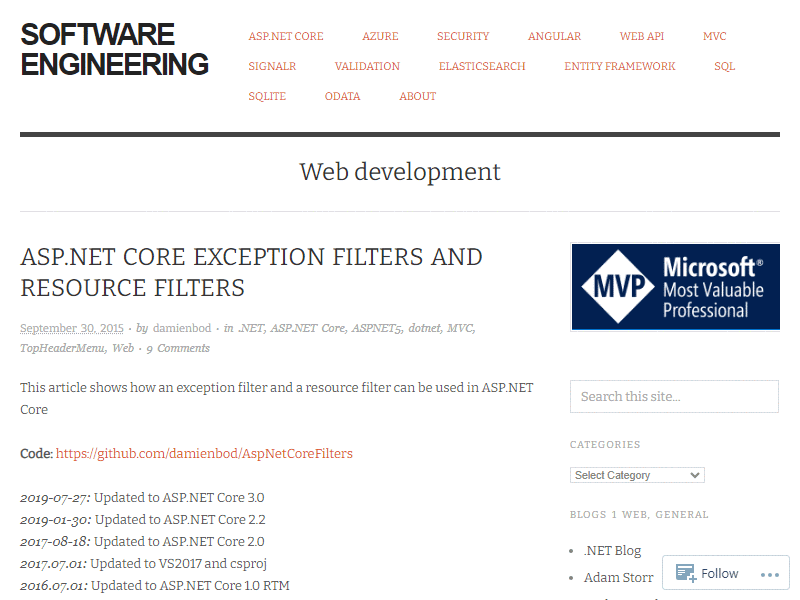 SOFTWARE
ENGINEERING
ASP.NET CORE AZURE SECURITY ANGULAR WEB API MVC
SIGNALR VALIDATION ELASTICSEARCH ENTITY FRAMEWORK SQL
SQLITE ODATA ABOUT
Web development
ASP.NET CORE EXCEPTION FILTERS AND
RESOURCE FILTERS
September 30, 2015 · by damienbod · in .NET, ASP.NET Core, ASPNET5, dotnet, MVC,
TopHeaderMenu, Web · 9 Comments
This article shows how an exception filter and a resource filter can be used in ASP.NET
Core
Code: https://github.com/damienbod/AspNetCoreFilters
2019-07-27: Updated to ASP.NET Core 3.0
2019-01-30: Updated to ASP.NET Core 2.2
2017-08-18: Updated to ASP.NET Core 2.0
2017.07.01: Updated to VS2017 and csproj
2016.07.01: Updated to ASP.NET Core 1.0 RTM
MVP Microsoft®
Most Valuable
Professional
Search this site...
CATEGORIES
Select Category
BLOGS 1 WEB, GENERAL
.NET Blog
Adam Storr
Follow